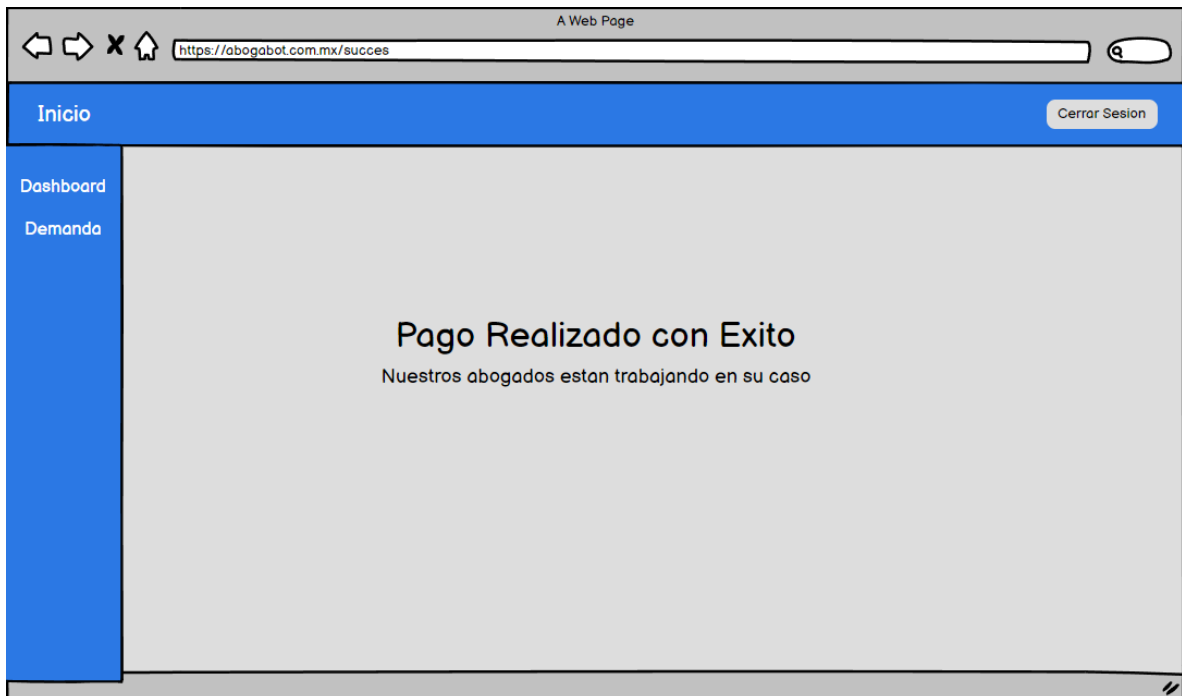 A Web Page
https://abogabot.com.mx/succes
Inicio
Cerrar Sesion
Dashboard
Demanda
Pago Realizado con Exito
Nuestros abogados estan trabajando en su caso